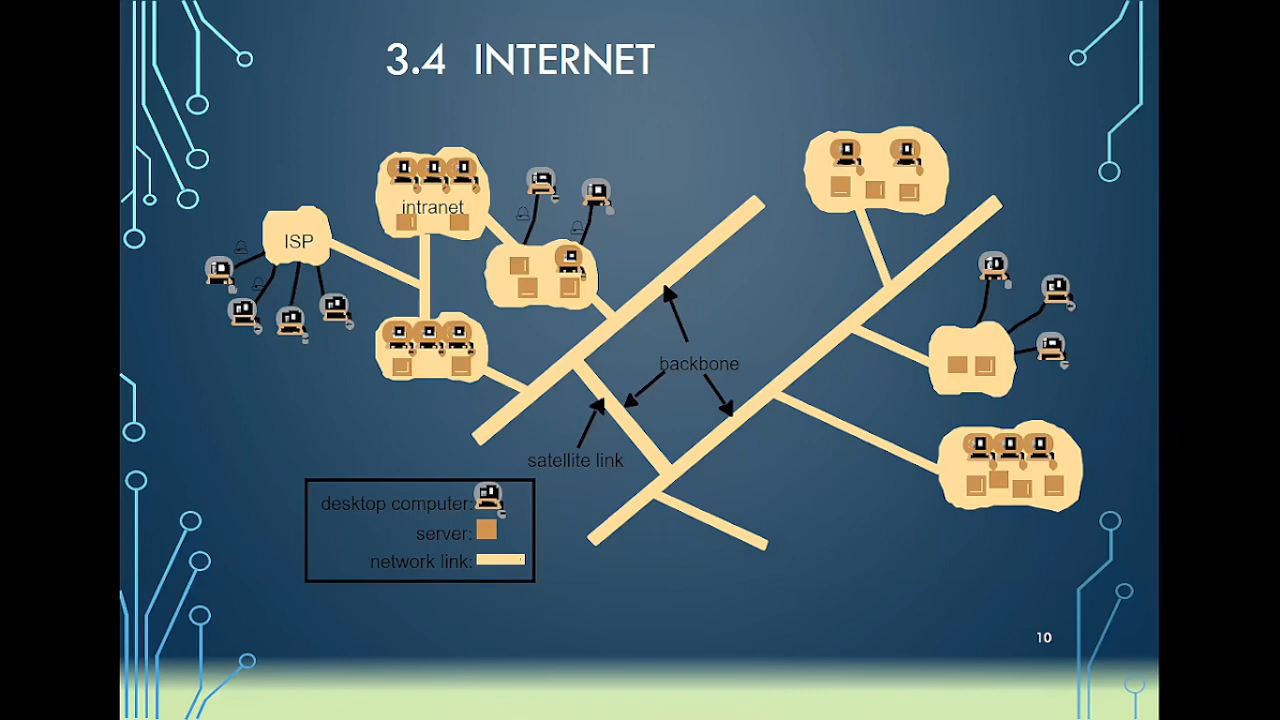 3.4 INTERNET
intranet
ISP
backbone
satellite link
desktop computer:
server:
network link:
10